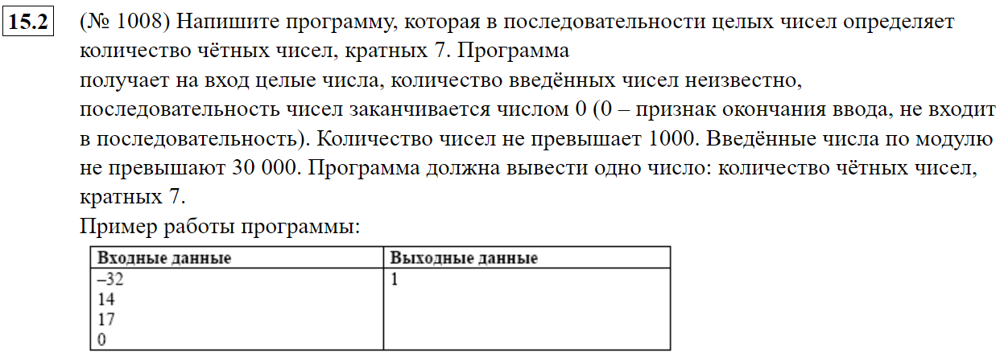 15.2 (№ 1008) Напишите программу, которая в последовательности целых чисел определяет
количество чётных чисел, кратных 7. Программа
получает на вход целые числа, количество введённых чисел неизвестно,
последовательность чисел заканчивается числом 0 (0 – признак окончания ввода, не входит
в последовательность). Количество чисел не превышает 1000. Введённые числа по модулю
не превышают 30 000. Программа должна вывести одно число: количество чётных чисел,
кратных 7.
Пример работы программы:
Входные данные Выходные данные
–32 1
14
17
0